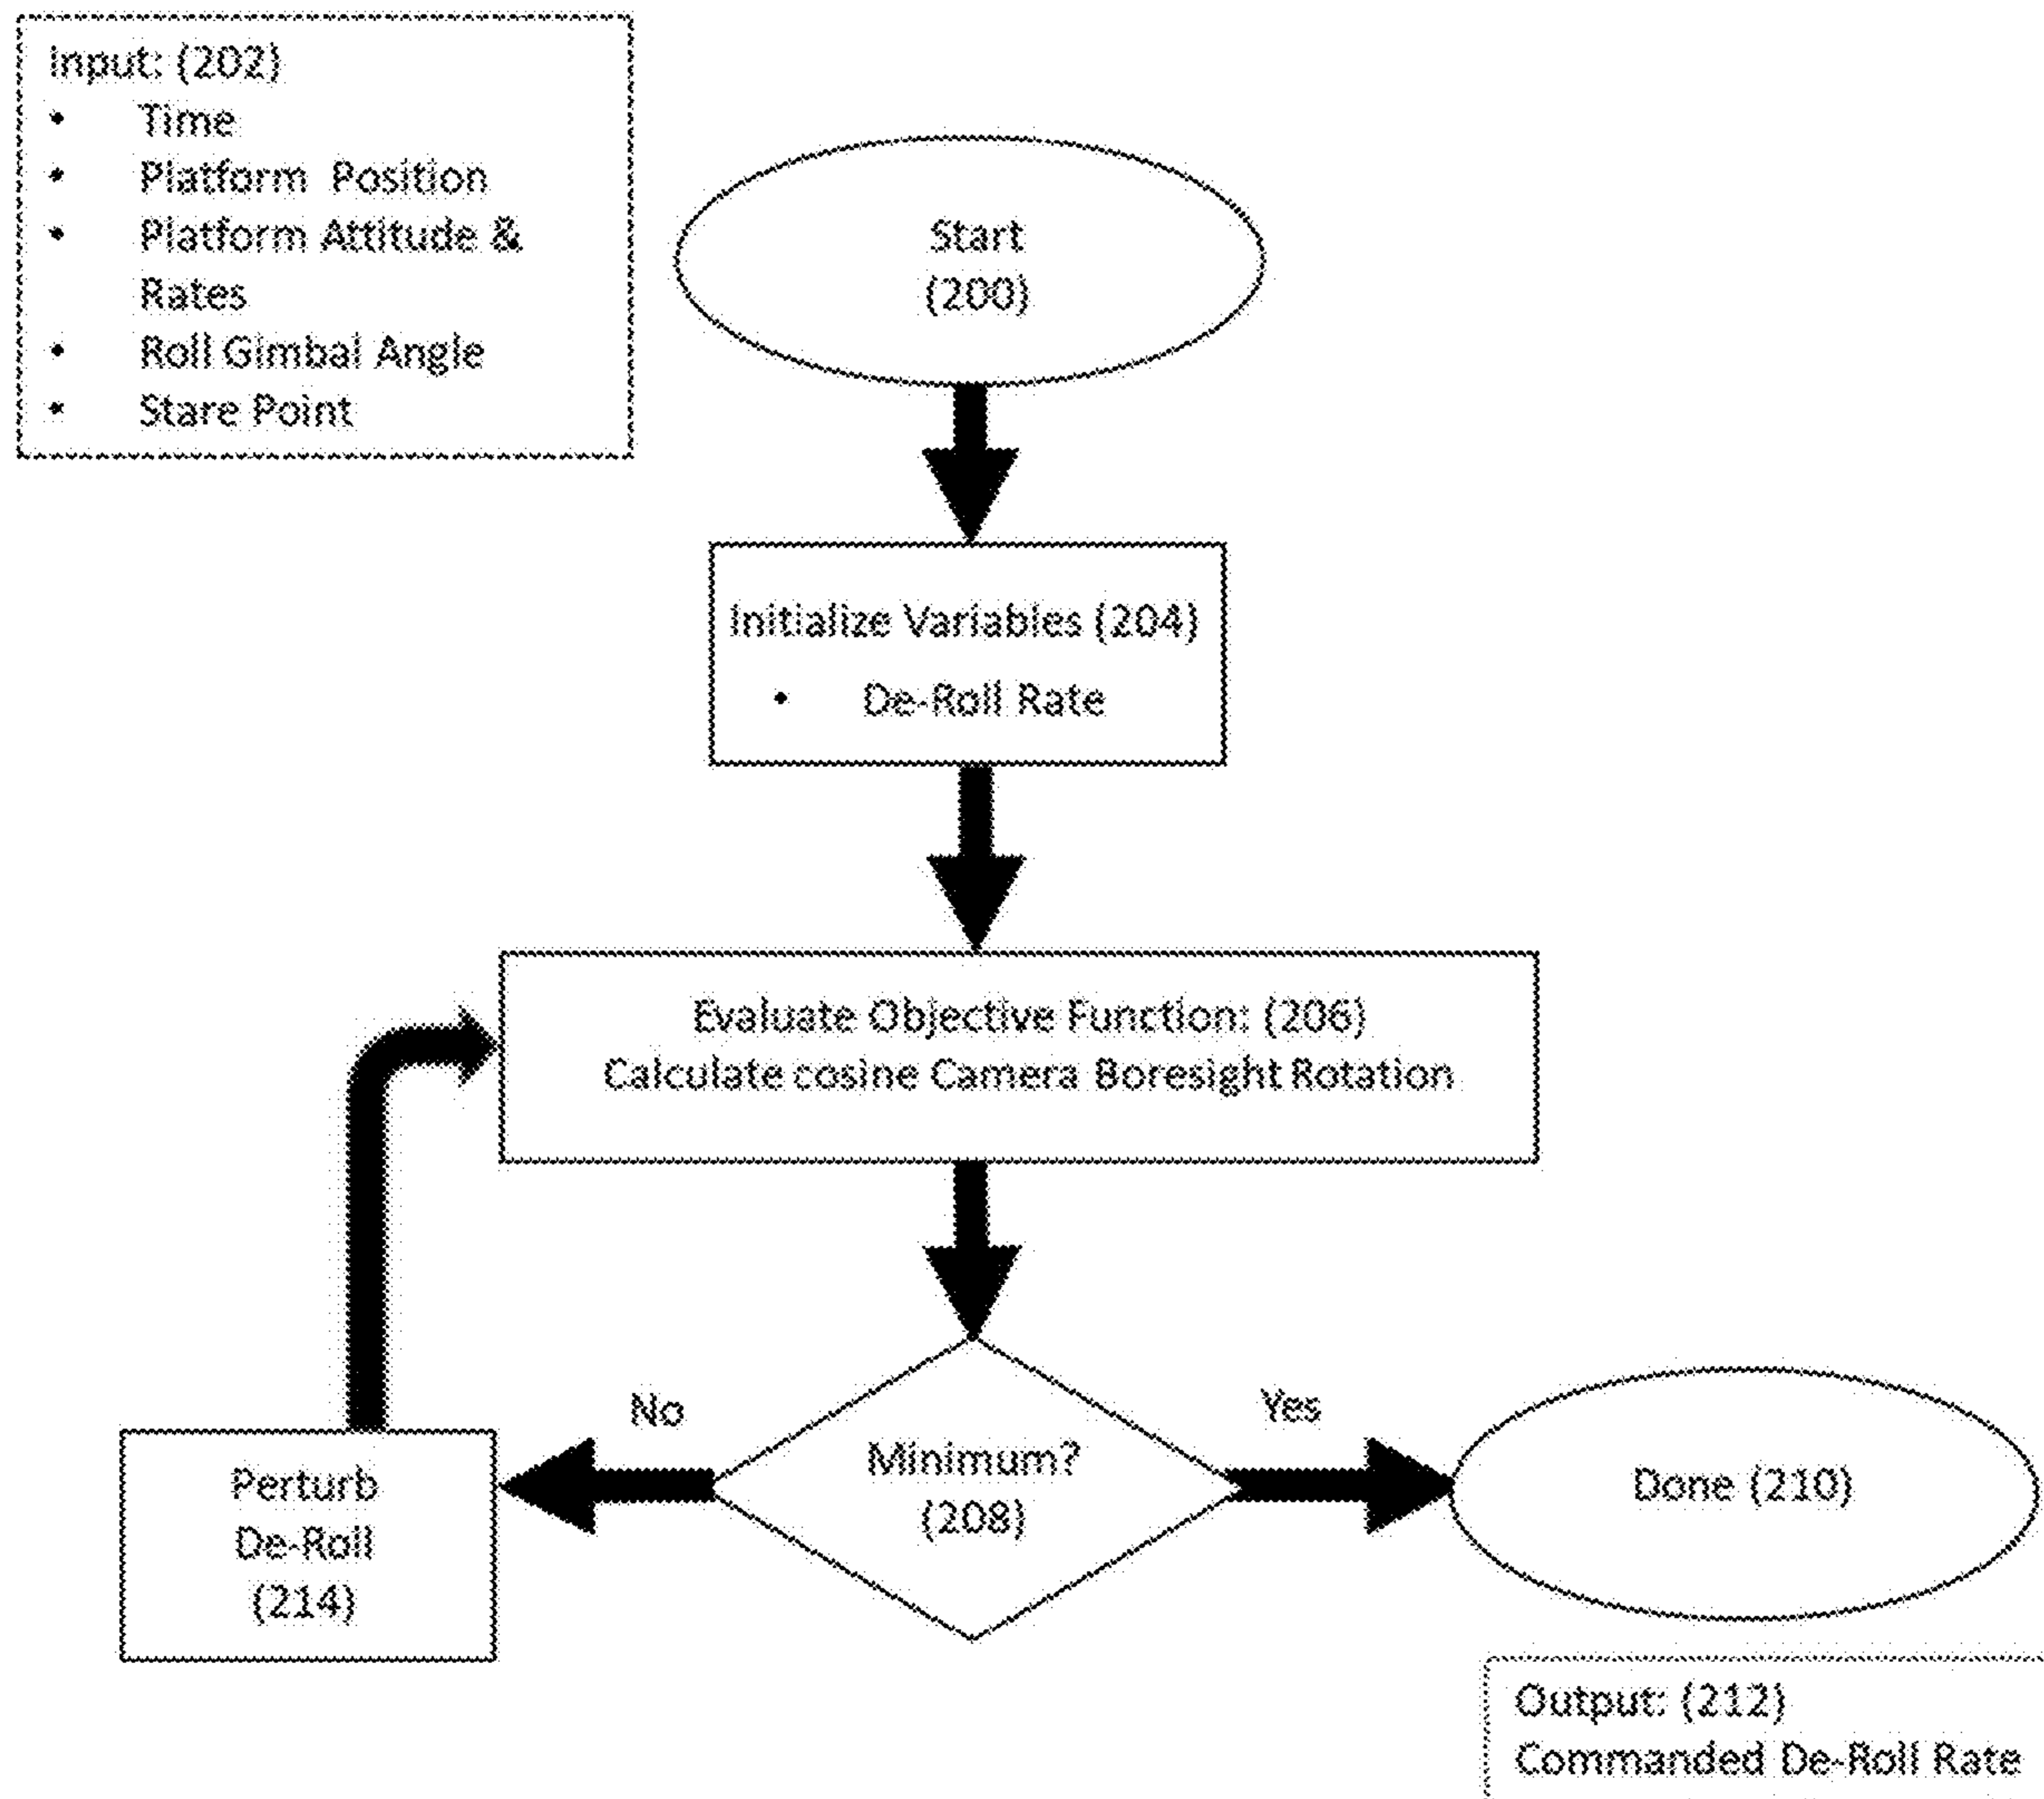 Input: (202)
• Time
• Platform Position
• Platform Attitude &
Rates
• Roll Gimbal Angle
• Stare Point
Start
(200)
Initialize Variables (204)
• De-Roll Rate
Evaluate Objective Function: (206)
Calculate cosine Camera Boresight Rotation
No
Minimum?
(208)
Yes
Done (210)
Perturb
De-Roll
(214)
Output: (212)
Commanded De-Roll Rate